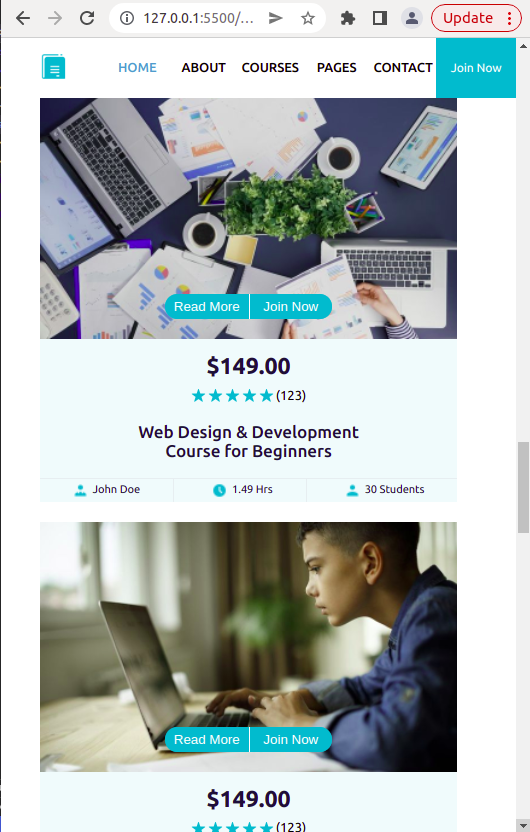 127.0.0.1:5500/…
Update
HOME ABOUT COURSES PAGES CONTACT Join Now
Read More Join Now
$149.00
(123)
Web Design & Development
Course for Beginners
John Doe 1.49 Hrs 30 Students
Read More Join Now
$149.00
(123)